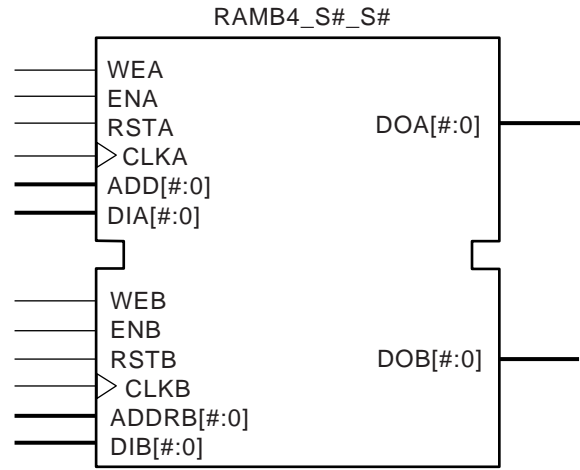 RAMB4_S#_S#
WEA
ENA
RSTA
CLKA
ADD[#:0]
DIA[#:0]
DOA[#:0]
WEB
ENB
RSTB
CLKB
ADDRB[#:0]
DIB[#:0]
DOB[#:0]